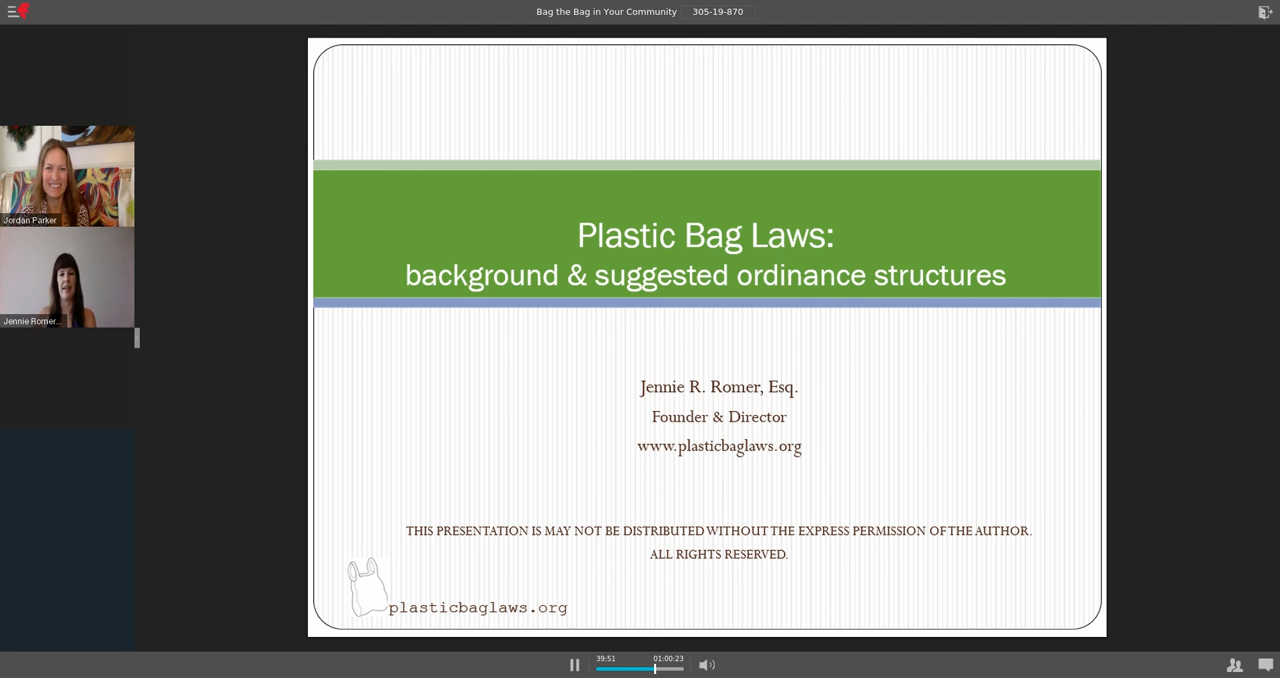 Bag the Bag in Your Community 305-19-870
Jordan Parker
Jennie Romer...
Plastic Bag Laws:
background & suggested ordinance structures
Jennie R. Romer, Esq.
Founder & Director
www.plasticbaglaws.org
THIS PRESENTATION IS MAY NOT BE DISTRIBUTED WITHOUT THE EXPRESS PERMISSION OF THE AUTHOR.
ALL RIGHTS RESERVED.
plasticbaglaws.org
39:51 01:00:23